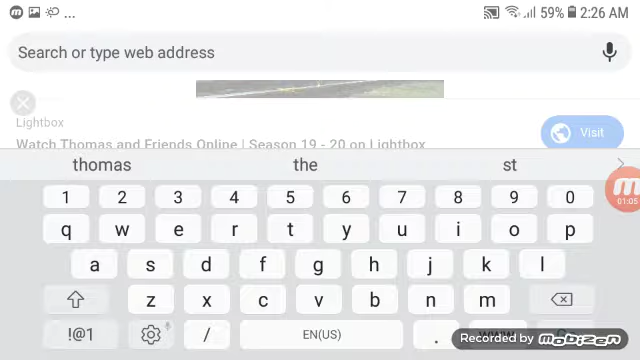 ... 59% 2:26 AM
Search or type web address
Lightbox
Watch Thomas and Friends Online | Season 19 - 20 on Lightbox
Visit
thomas the st
1 2 3 4 5 6 7 8 9 0
q w e r t y u i o p
a s d f g h j k l
01:05
z x c v b n m
!@1 / EN(US) . www.
Recorded by mobizen